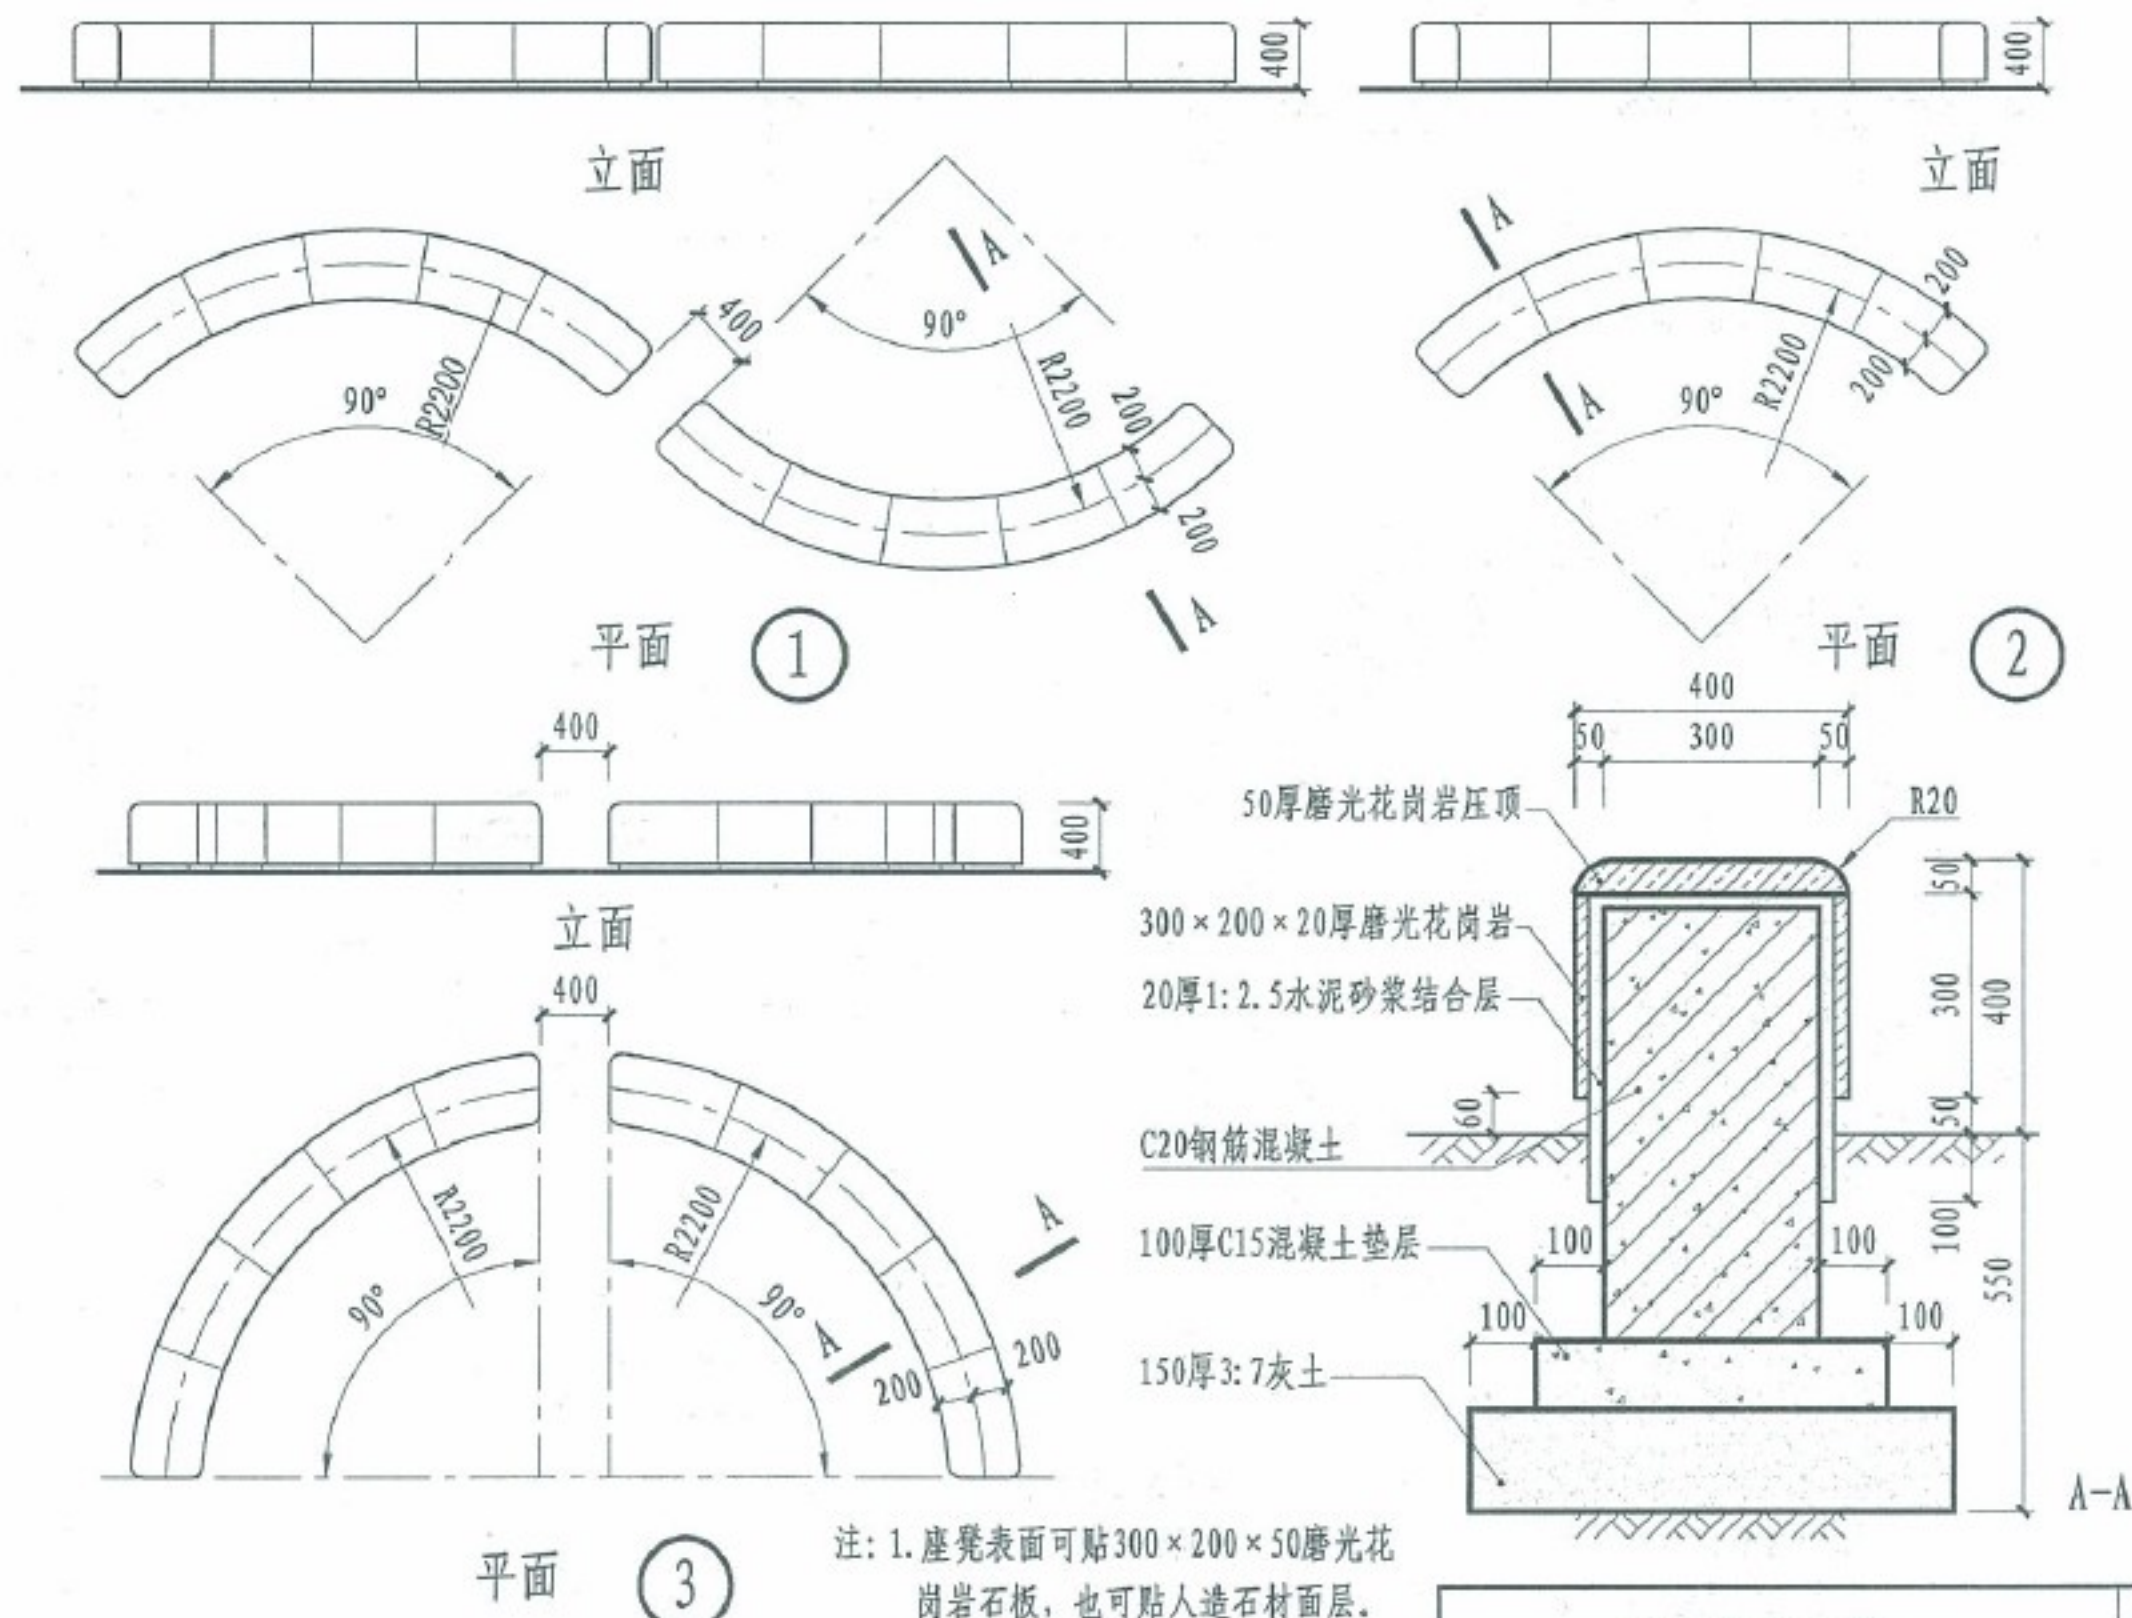 400
400
立面
立面
A
A
400
90°
R2200
200
200
90°
R2200
A
A
200
200
90°
R2200
A
平面
1
平面
2
400
400
50
300
50
50厚磨光花岗岩压顶
R20
400
50
立面
300×200×20厚磨光花岗岩
300
400
20厚1:2.5水泥砂浆结合层
400
60
50
C20钢筋混凝土
R2200
R2200
A
100厚C15混凝土垫层
100
100
100
550
90°
90°
A
100
100
200
200
150厚3:7灰土
A-A
平面
3
注: 1.座凳表面可贴300×200×50磨光花
岗岩石板, 也可贴人造石材面层。